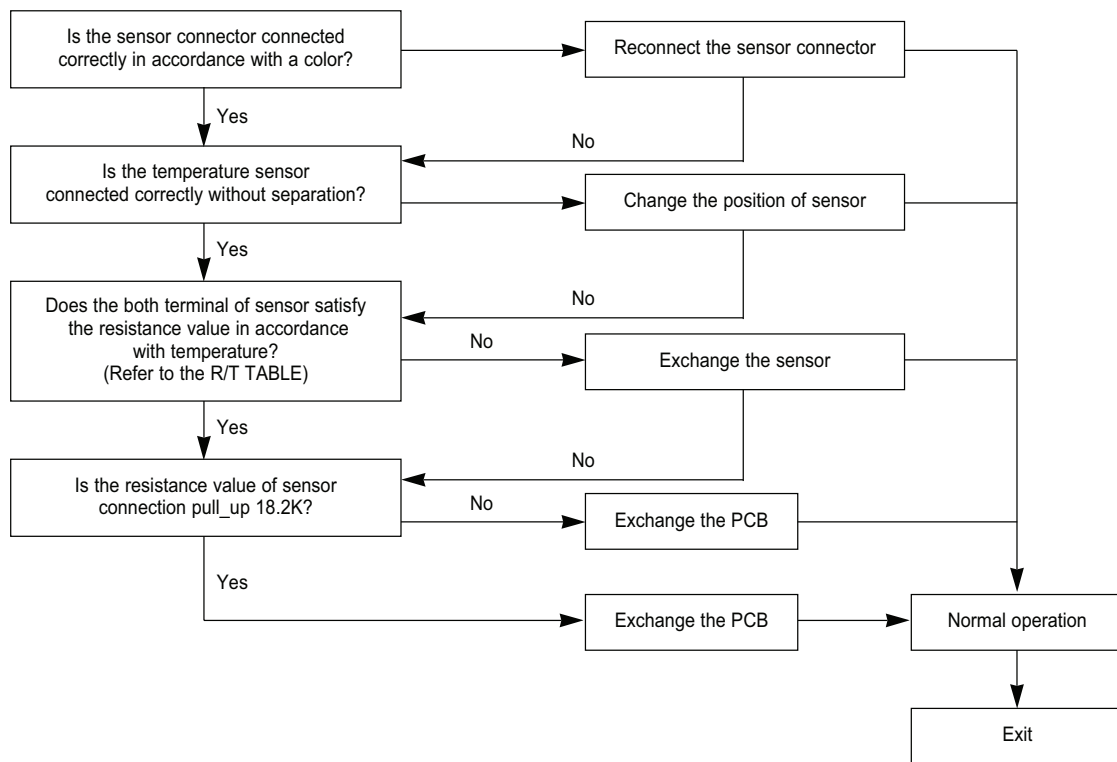 Is the sensor connector connected
correctly in accordance with a color?
Reconnect the sensor connector
Yes
No
Is the temperature sensor
connected correctly without separation?
Change the position of sensor
Yes
No
Does the both terminal of sensor satisfy
the resistance value in accordance
with temperature?
(Refer to the R/T TABLE)
No
Exchange the sensor
Yes
No
Is the resistance value of sensor
connection pull_up 18.2K?
No
Exchange the PCB
Yes
Exchange the PCB
Normal operation
Exit